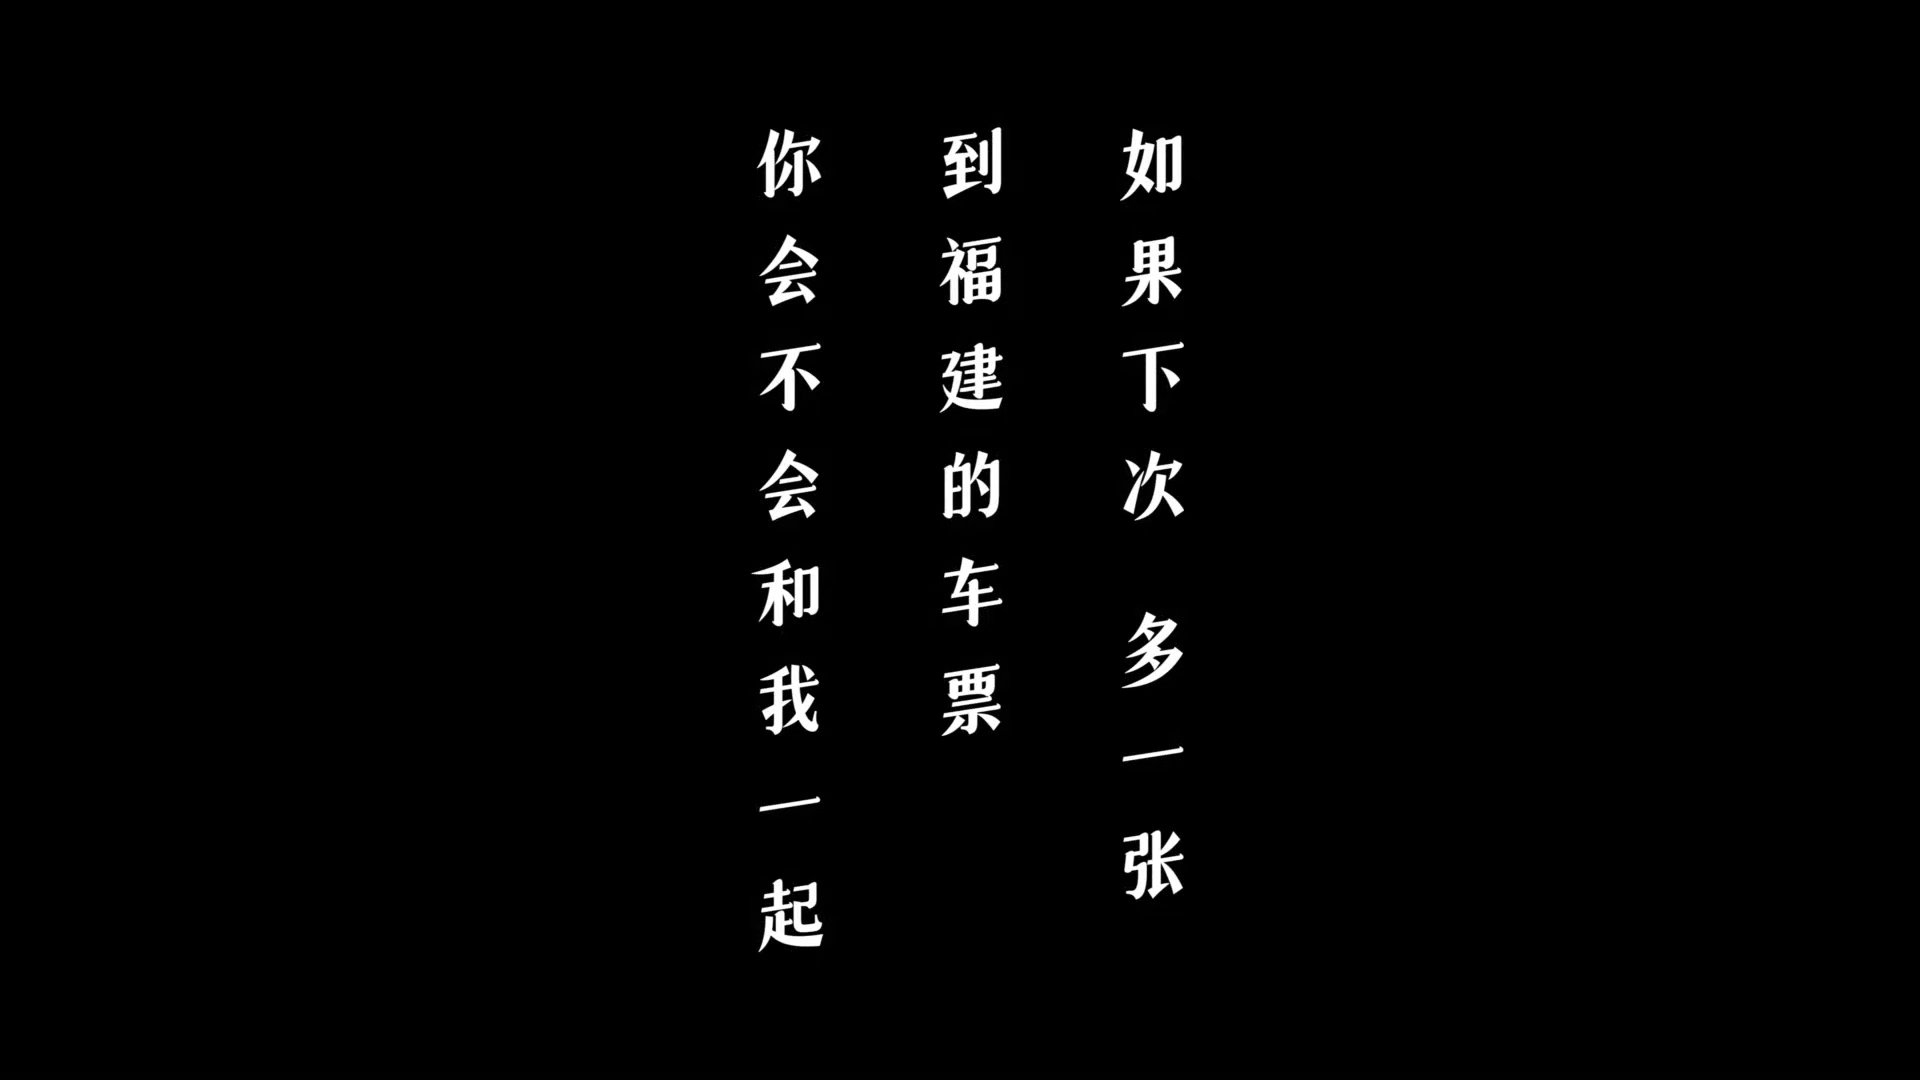 如果下次 多一张
到福建的车票
你会不会和我一起